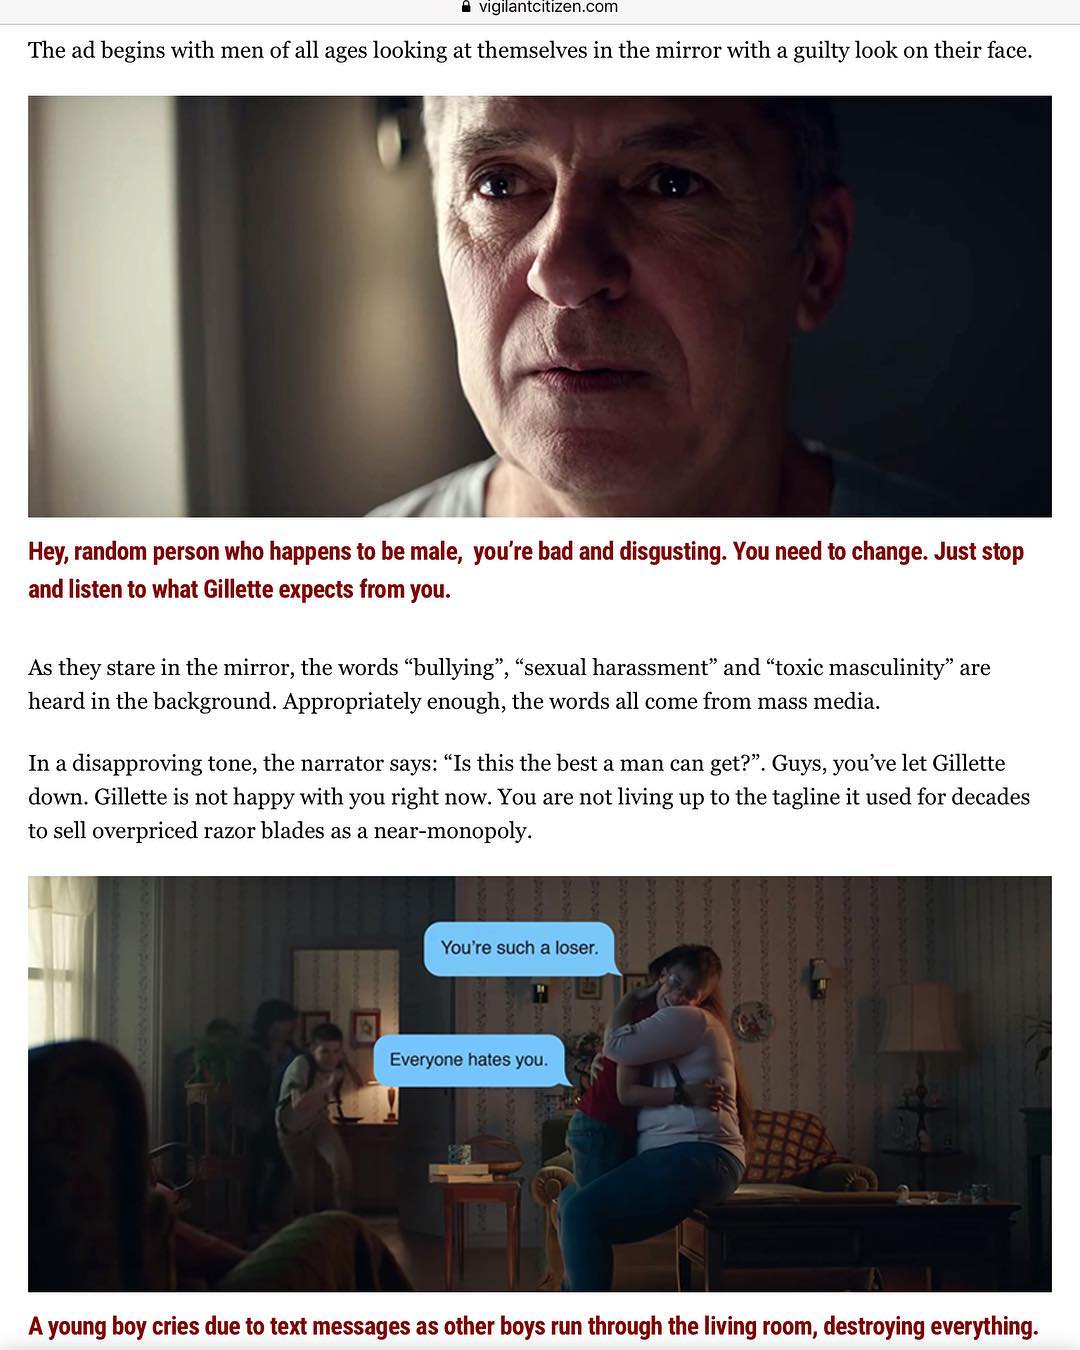 vigilantcitizen.com
The ad begins with men of all ages looking at themselves in the mirror with a guilty look on their face.
Hey, random person who happens to be male,  you’re bad and disgusting. You need to change. Just stop
and listen to what Gillette expects from you.
As they stare in the mirror, the words “bullying”, “sexual harassment” and “toxic masculinity” are
heard in the background. Appropriately enough, the words all come from mass media.
In a disapproving tone, the narrator says: “Is this the best a man can get?”. Guys, you’ve let Gillette
down. Gillette is not happy with you right now. You are not living up to the tagline it used for decades
to sell overpriced razor blades as a near-monopoly.
You’re such a loser.
Everyone hates you.
A young boy cries due to text messages as other boys run through the living room, destroying everything.